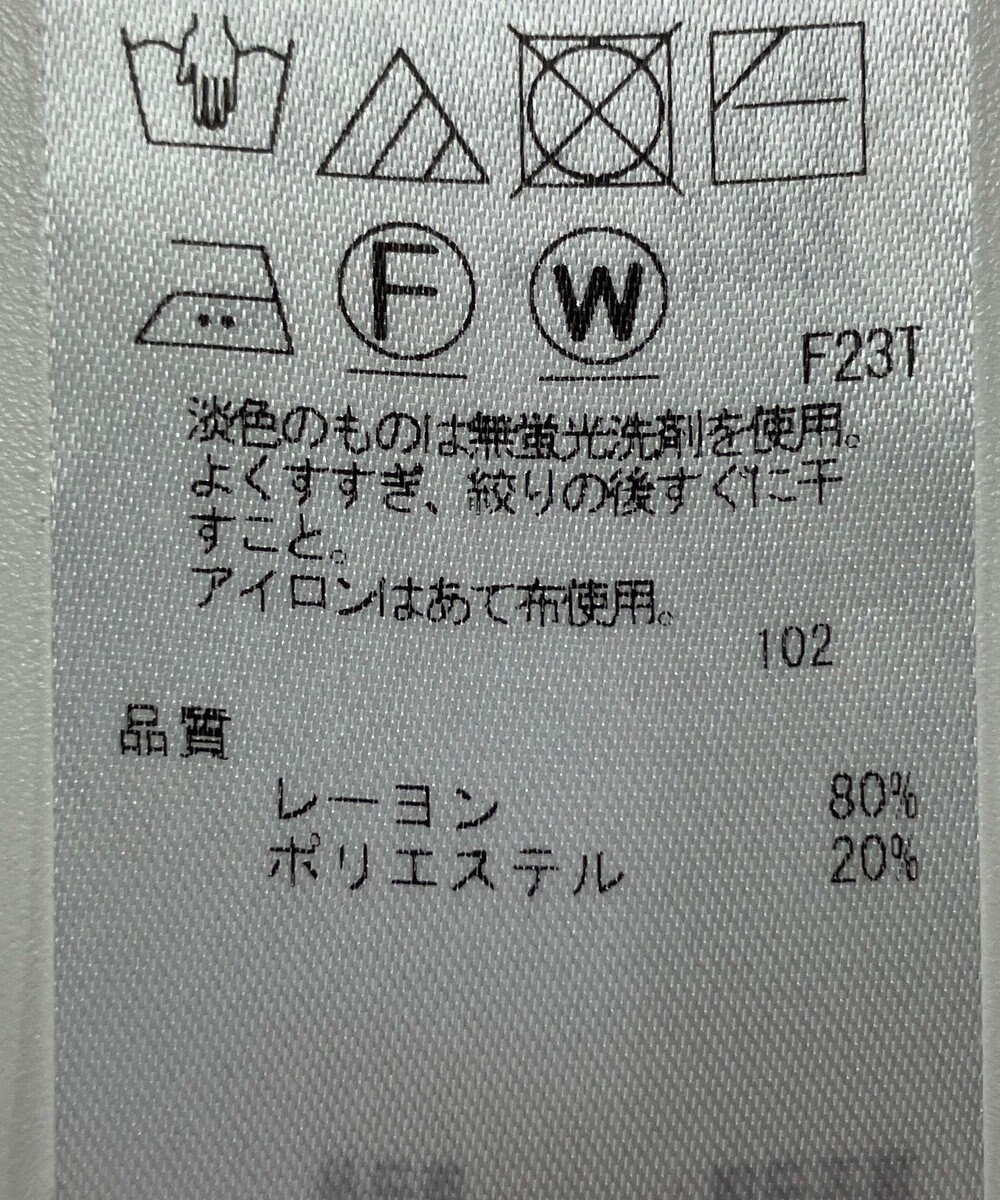 F
W
F23T
淡色のものは無蛍光洗剤を使用。
よくすすぎ、絞りの後すぐに干
すこと。
アイロンはあて布使用。
102
品質
レーヨン 80%
ポリエステル 20%